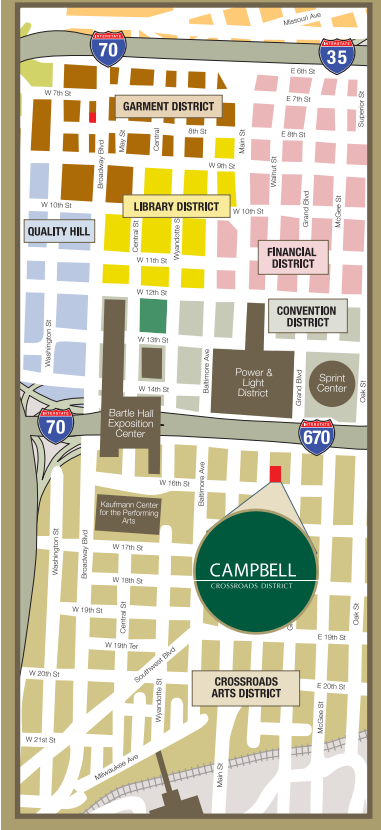 Missouri Ave
INTERSTATE
70
INTERSTATE
35
E 6th St
W 7th St
E 7th St
Superior St
GARMENT DISTRICT
May St
Central
8th St
Main St
E 8th St
Broadway Blvd
W 9th St
Walnut St
Grand Blvd
McGee St
W 10th St
LIBRARY DISTRICT
W 10th St
QUALITY HILL
Central St
Wyandotte St
FINANCIAL
DISTRICT
W 11th St
W 12th St
CONVENTION
DISTRICT
Washington St
W 13th St
Baltimore Ave
Power &
Light
District
Grand Blvd
Sprint
Center
Oak St
W 14th St
Bartle Hall
Exposition
Center
INTERSTATE
70
INTERSTATE
670
W 16th St
Baltimore Ave
Kaufmann Center
for the Performing
Arts
Washington St
Broadway Blvd
W 17th St
CAMPBELL
CROSSROADS DISTRICT
W 18th St
W 19th St
Central St
Oak St
G
E 19th St
W 19th Ter
Southwest Blvd
W 20th St
Wyandotte St
CROSSROADS
ARTS DISTRICT
E 20th St
McGee St
W 21st St
Milwaukee Ave
Main St